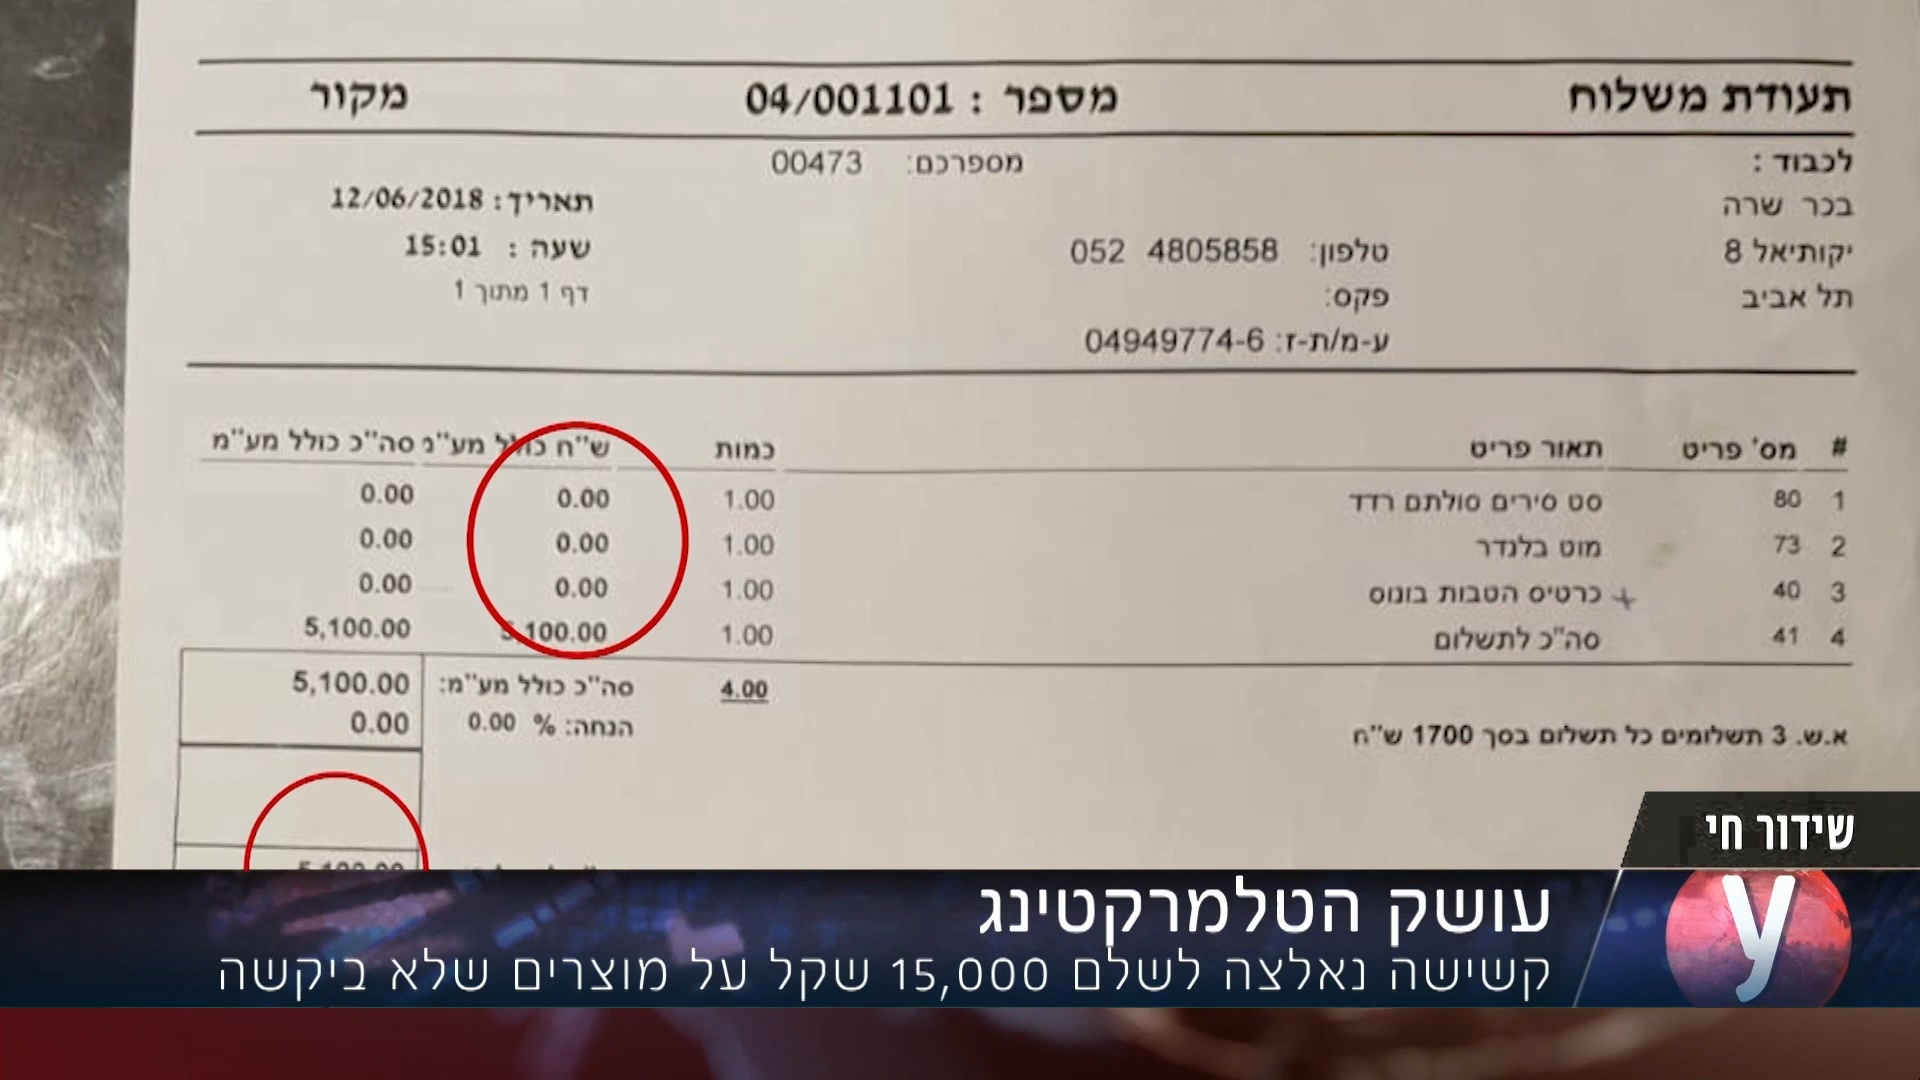 תעודת משלוח מספר : 04/001101 מקור
לכבוד : מספרכם: 00473
בכר שרה תאריך: 12/06/2018
יקותיאל 8 טלפון: 052 4805858 שעה : 15:01
תל אביב פקס: דף 1 מתוך 1
ע-מ/ת-ז: 04949774-6
# מס' פריט תאור פריט כמות ש"ח כולל מע"מ סה"כ כולל מע"מ
1 80 סט סירים סולתם רדד 1.00 0.00 0.00
2 73 מוט בלנדר 1.00 0.00 0.00
3 40 כרטיס הטבות בונוס 1.00 0.00 0.00
4 41 סה"כ לתשלום 1.00 5,100.00 5,100.00
4.00 סה"כ כולל מע"מ: 5,100.00
א.ש. 3 תשלומים כל תשלום בסך 1700 ש"ח הנחה: % 0.00 0.00
שידור חי
עושק הטלמרקטינג
קשישה נאלצה לשלם 15,000 שקל על מוצרים שלא ביקשה
y